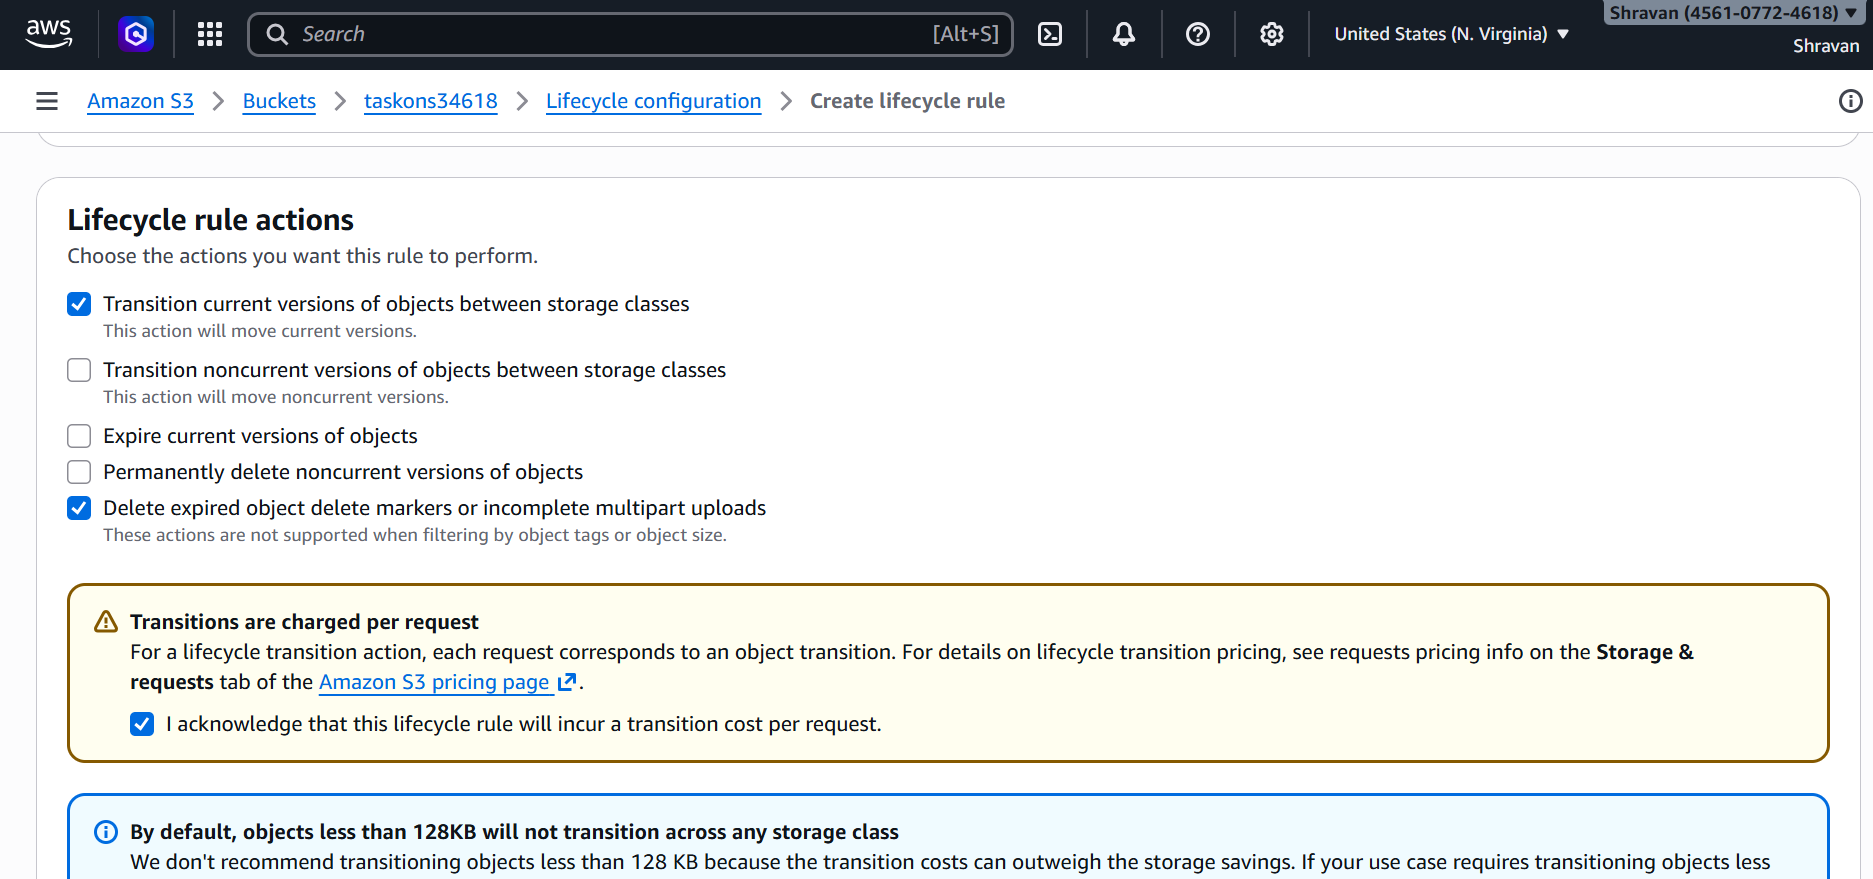 aws
Search
[Alt+S]
United States (N. Virginia) ▼
Shravan (4561-0772-4618) ▼
Shravan
Amazon S3 > Buckets > taskons34618 > Lifecycle configuration > Create lifecycle rule
Lifecycle rule actions
Choose the actions you want this rule to perform.
Transition current versions of objects between storage classes
This action will move current versions.
Transition noncurrent versions of objects between storage classes
This action will move noncurrent versions.
Expire current versions of objects
Permanently delete noncurrent versions of objects
Delete expired object delete markers or incomplete multipart uploads
These actions are not supported when filtering by object tags or object size.
Transitions are charged per request
For a lifecycle transition action, each request corresponds to an object transition. For details on lifecycle transition pricing, see requests pricing info on the Storage &
requests tab of the Amazon S3 pricing page.
I acknowledge that this lifecycle rule will incur a transition cost per request.
By default, objects less than 128KB will not transition across any storage class
We don't recommend transitioning objects less than 128 KB because the transition costs can outweigh the storage savings. If your use case requires transitioning objects less